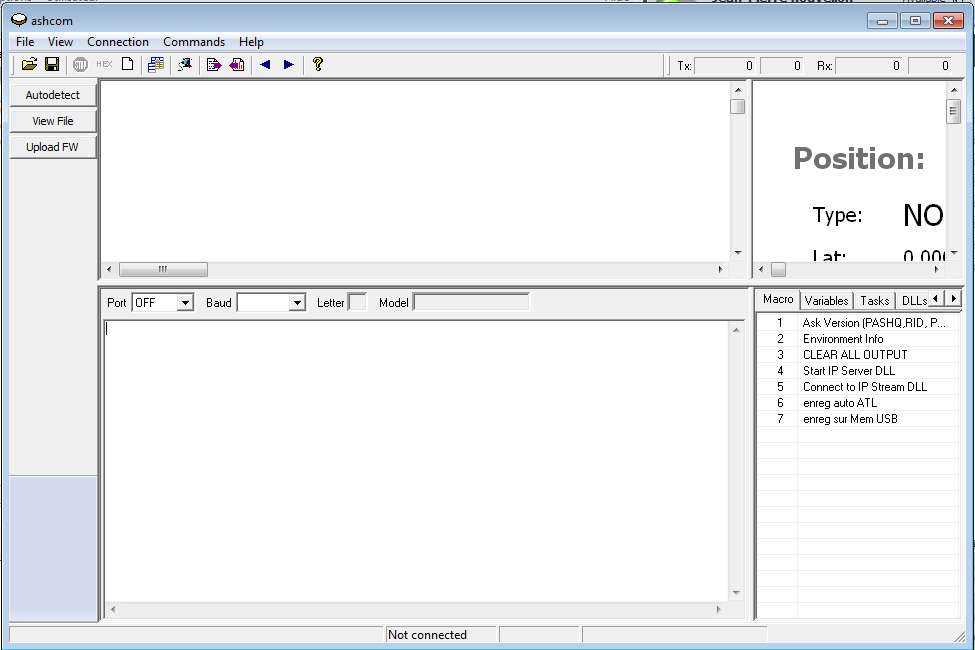 ashcom
File View Connection Commands Help
HEX
Tx: 0 0 Rx: 0 0
Autodetect
View File
Upload FW
Position:
Type: NO
Lat: 0.000
Port OFF Baud Letter Model
Macro Variables Tasks DLLs
1 Ask Version (PASHQ,RID, P...
2 Environment Info
3 CLEAR ALL OUTPUT
4 Start IP Server DLL
5 Connect to IP Stream DLL
6 enreg auto ATL
7 enreg sur Mem USB
Not connected